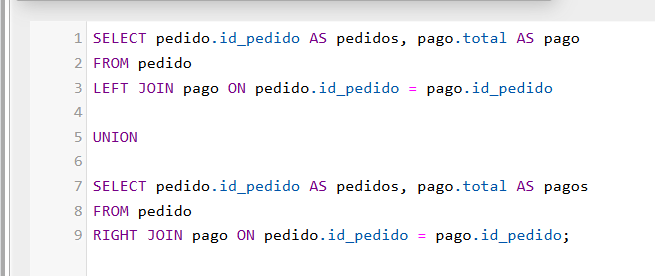 1 SELECT pedido.id_pedido AS pedidos, pago.total AS pago
2 FROM pedido
3 LEFT JOIN pago ON pedido.id_pedido = pago.id_pedido
4
5 UNION
6
7 SELECT pedido.id_pedido AS pedidos, pago.total AS pagos
8 FROM pedido
9 RIGHT JOIN pago ON pedido.id_pedido = pago.id_pedido;